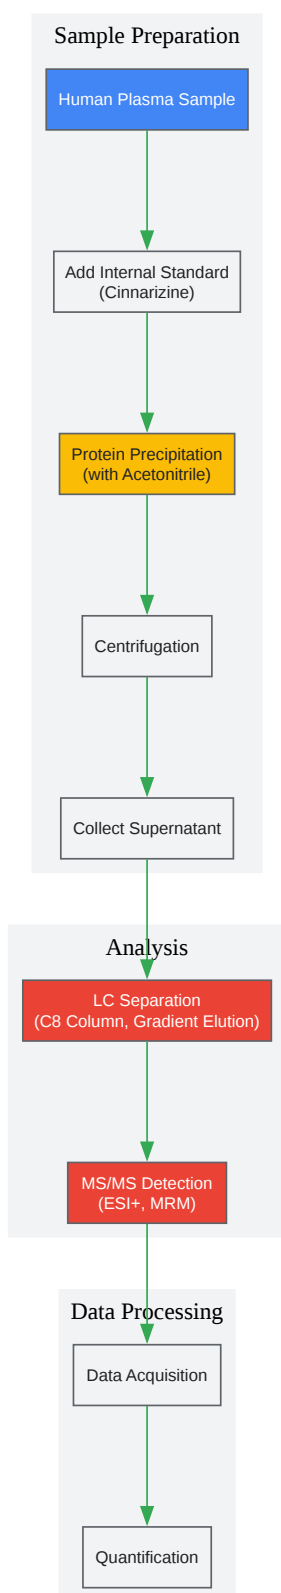 Sample Preparation
Human Plasma Sample
Add Internal Standard
(Cinnarizine)
Protein Precipitation
(with Acetonitrile)
Centrifugation
Collect Supernatant
Analysis
LC Separation
(C8 Column, Gradient Elution)
MS/MS Detection
(ESI+, MRM)
Data Processing
Data Acquisition
Quantification